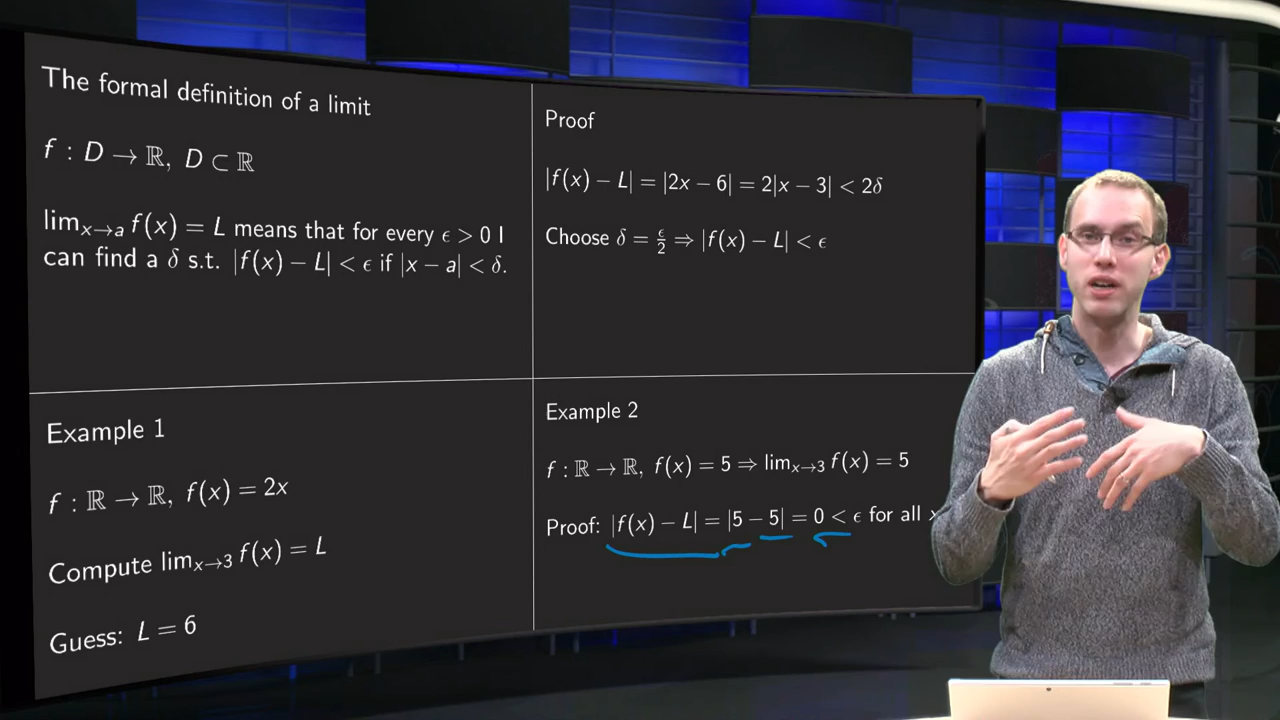 The formal definition of a limit
f : D → ℝ, D ⊂ ℝ
lim_{x→a} f(x) = L means that for every ϵ > 0 I
can find a δ s.t. |f(x) − L| < ϵ if |x − a| < δ.
Proof
|f(x) − L| = |2x − 6| = 2|x − 3| < 2δ
Choose δ = ϵ/2 ⇒ |f(x) − L| < ϵ
Example 1
f : ℝ → ℝ, f(x) = 2x
Compute lim_{x→3} f(x) = L
Guess: L = 6
Example 2
f : ℝ → ℝ, f(x) = 5 ⇒ lim_{x→3} f(x) = 5
Proof: |f(x) − L| = |5 − 5| = 0 < ϵ for all